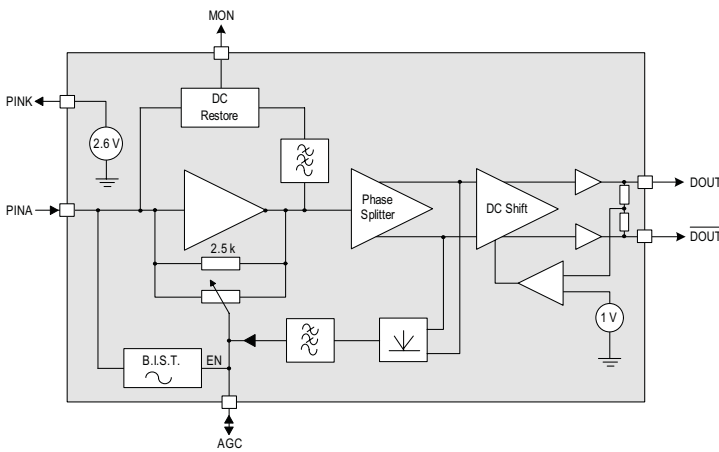 MON
PINK
DC
Restore
2.6 V
PINA
Phase
Splitter
DC Shift
DOUT
DOUT
2.5 k
1 V
B.I.S.T.
EN
AGC